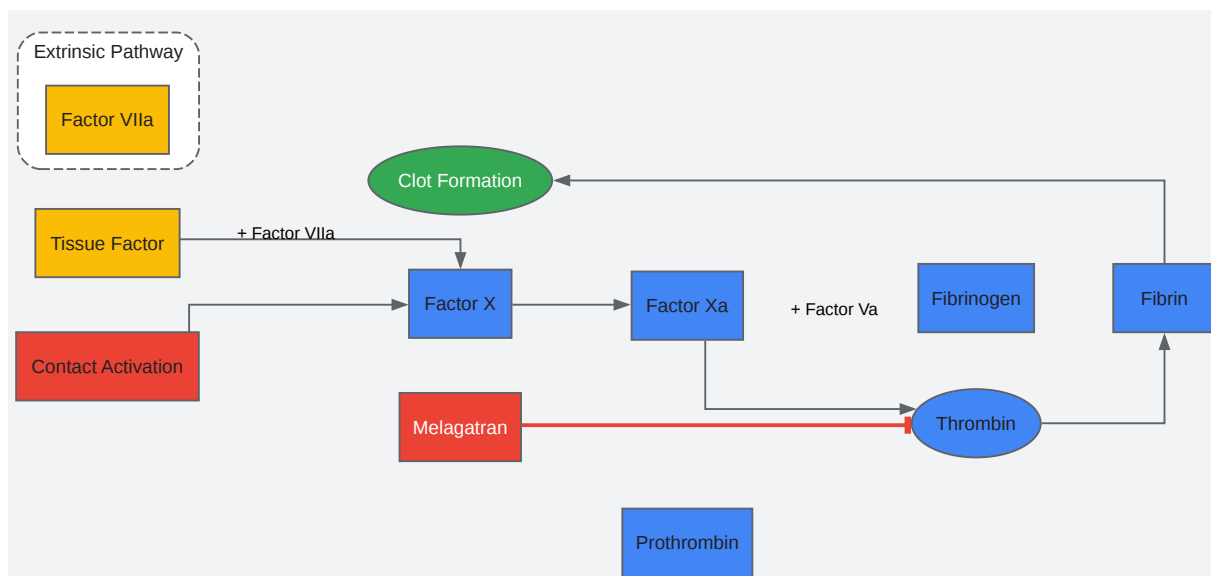 Extrinsic Pathway
Factor VIIa
Clot Formation
Tissue Factor
+ Factor VIIa
Factor X
Factor Xa
+ Factor Va
Fibrinogen
Fibrin
Contact Activation
Melagatran
Thrombin
Prothrombin